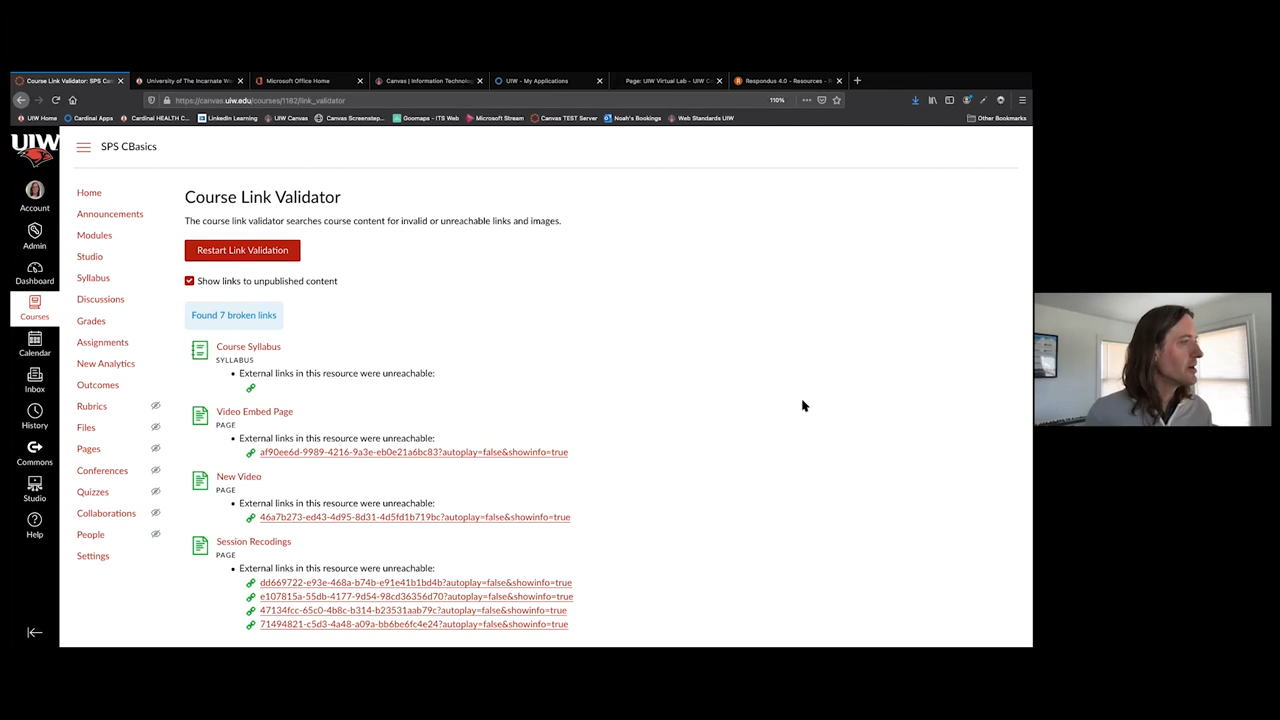 Course Link Validator: SPS Can
University of The Incarnate Wo
Microsoft Office Home
Canvas | Information Technolog
UIW - My Applications
Page: UIW Virtual Lab - UIW C
Respondus 4.0 - Resources - R
https://canvas.uiw.edu/courses/1182/link_validator
110%
UIW Home
Cardinal Apps
Cardinal HEALTH C...
LinkedIn Learning
UIW Canvas
Canvas Screenstep...
Goomaps - ITS Web
Microsoft Stream
Canvas TEST Server
Noah's Bookings
Web Standards UIW
Other Bookmarks
UIW
Account
Admin
Dashboard
Courses
Calendar
Inbox
History
Commons
Studio
Help
SPS CBasics
Home
Announcements
Modules
Studio
Syllabus
Discussions
Grades
Assignments
New Analytics
Outcomes
Rubrics
Files
Pages
Conferences
Quizzes
Collaborations
People
Settings
Course Link Validator
The course link validator searches course content for invalid or unreachable links and images.
Restart Link Validation
Show links to unpublished content
Found 7 broken links
Course Syllabus
SYLLABUS
• External links in this resource were unreachable:
Video Embed Page
PAGE
• External links in this resource were unreachable:
af90ee6d-9989-4216-9a3e-eb0e21a6bc83?autoplay=false&showinfo=true
New Video
PAGE
• External links in this resource were unreachable:
46a7b273-ed43-4d95-8d31-4d5fd1b719bc?autoplay=false&showinfo=true
Session Recodings
PAGE
• External links in this resource were unreachable:
dd669722-e93e-468a-b74b-e91e41b1bd4b?autoplay=false&showinfo=true
e107815a-55db-4177-9d54-98cd36356d70?autoplay=false&showinfo=true
47134fcc-65c0-4b8c-b314-b23531aab79c?autoplay=false&showinfo=true
71494821-c5d3-4a48-a09a-bb6be6fc4e24?autoplay=false&showinfo=true